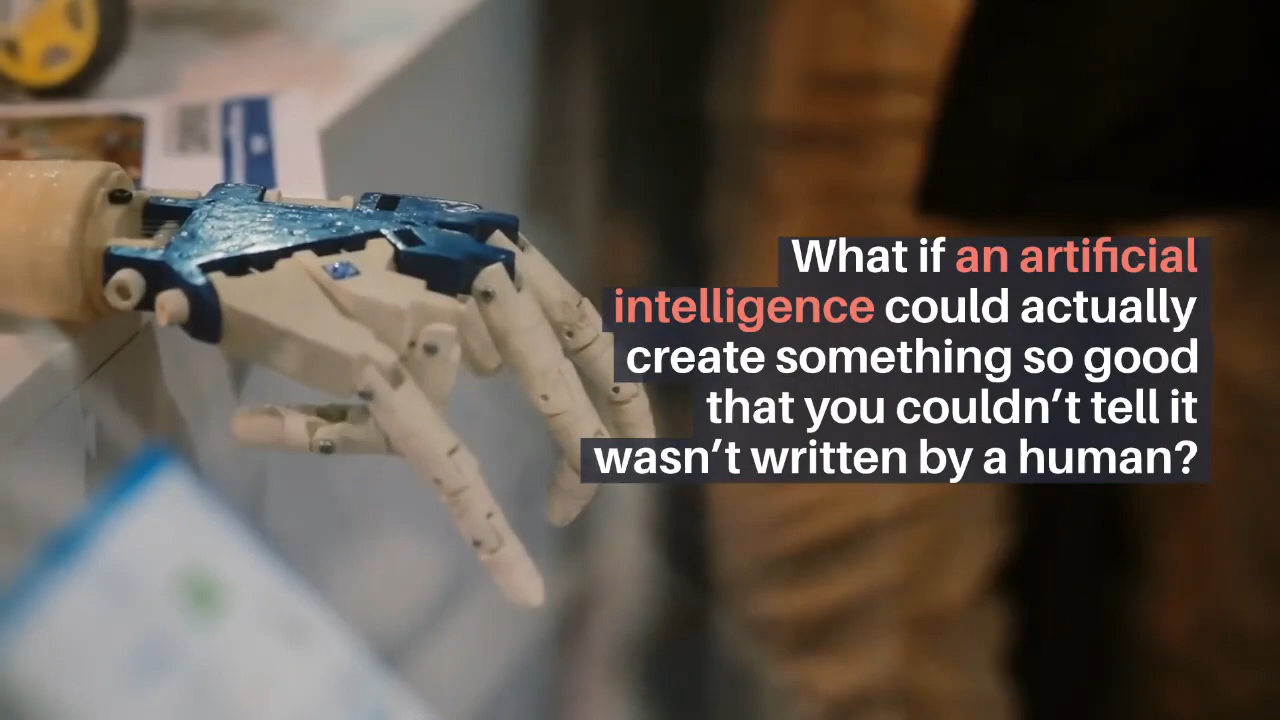 What if an artificial
intelligence could actually
create something so good
that you couldn’t tell it
wasn’t written by a human?